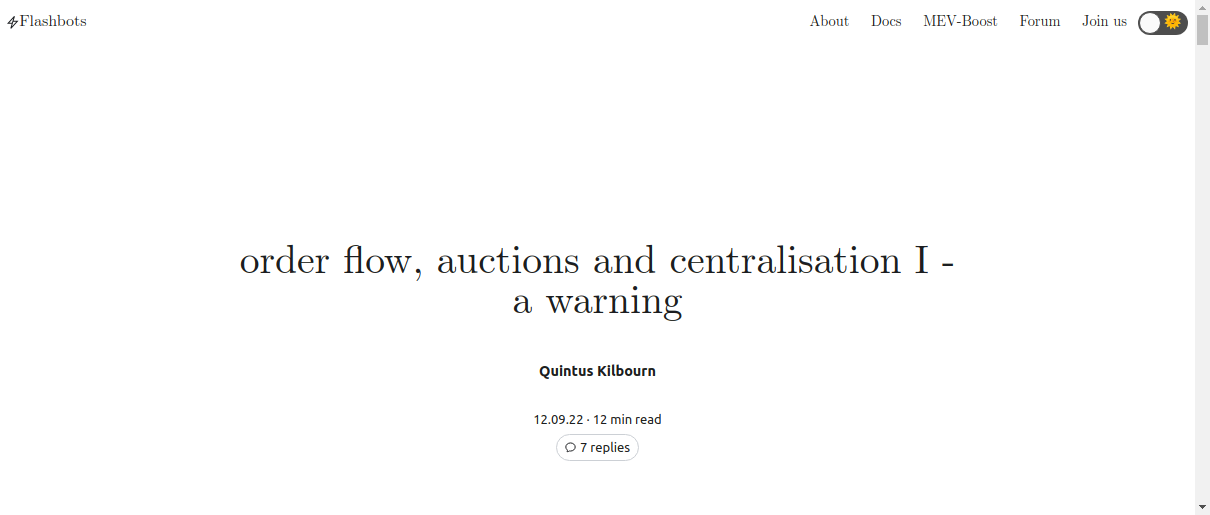 Flashbots
About Docs MEV-Boost Forum Join us
order flow, auctions and centralisation I -
a warning
Quintus Kilbourn
12.09.22 · 12 min read
7 replies